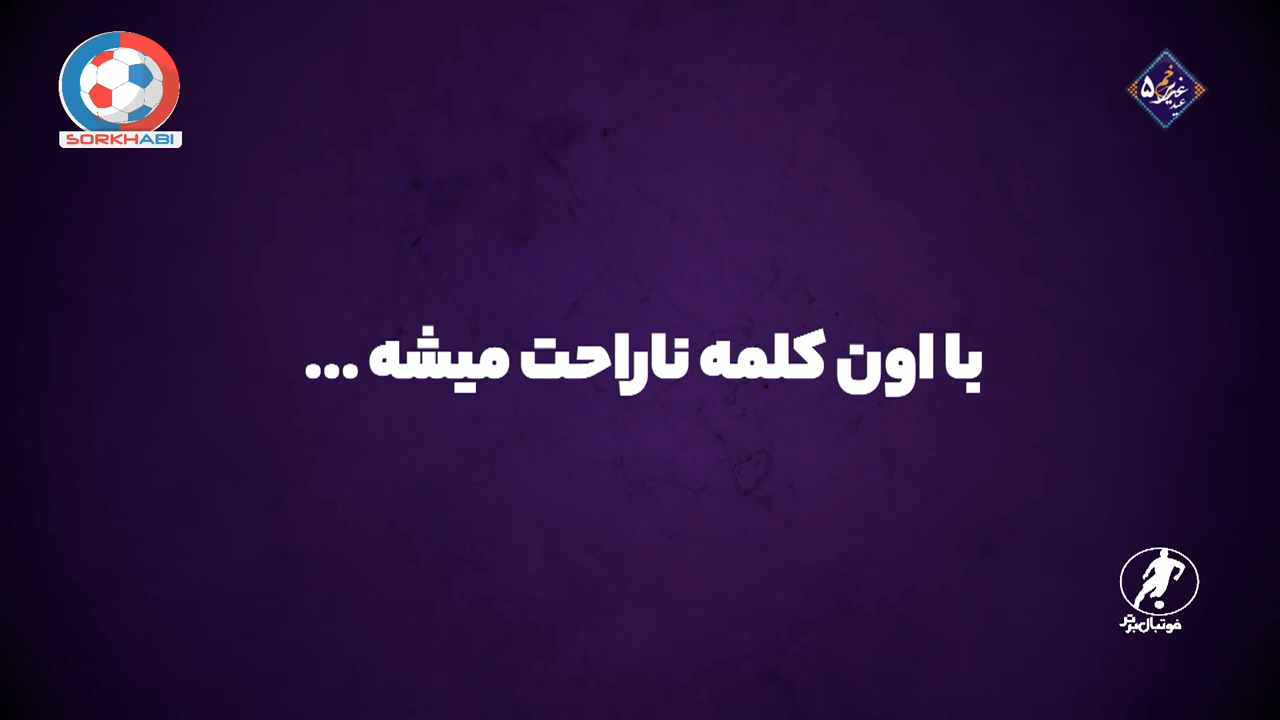 SORKHABI
عید غدیر خم ۵
با اون کلمه ناراحت میشه ...
فوتبال برتر